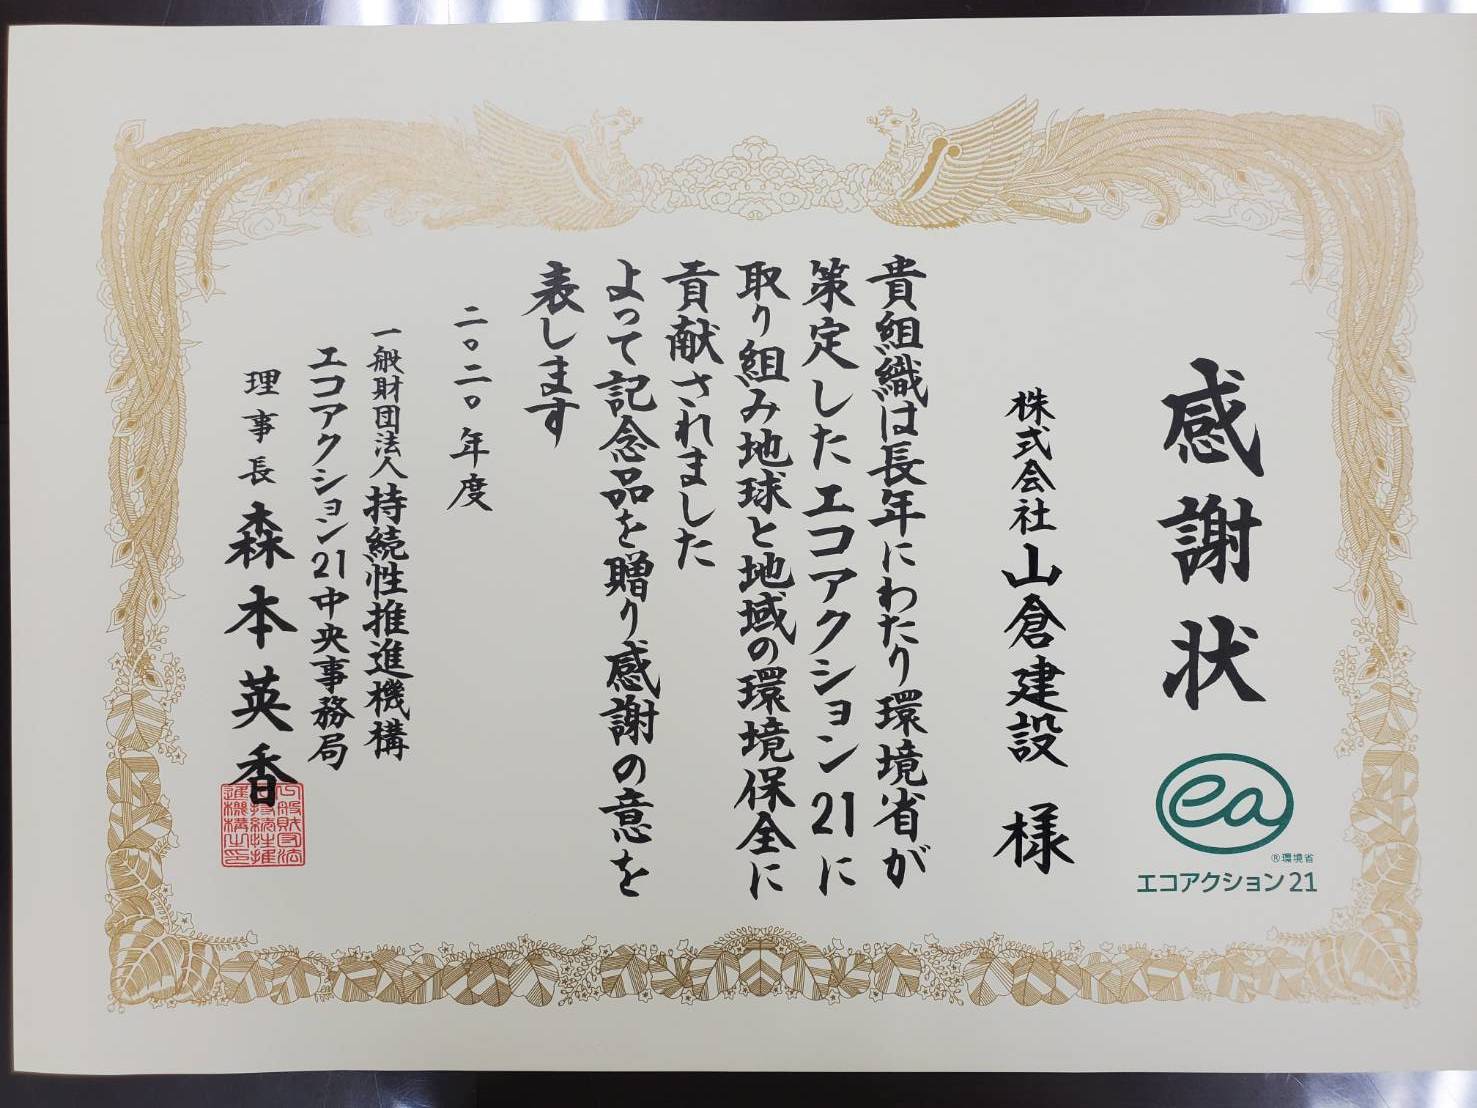 感謝状
株式会社山倉建設 様
貴組織は長年にわたり環境省が
策定したエコアクション21に
取り組み地球と地域の環境保全に
貢献されました
よって記念品を贈り感謝の意を
表します
二〇二〇年度
一般財団法人持続性推進機構
エコアクション21中央事務局
理事長 森本英香
ea
®環境省
エコアクション21